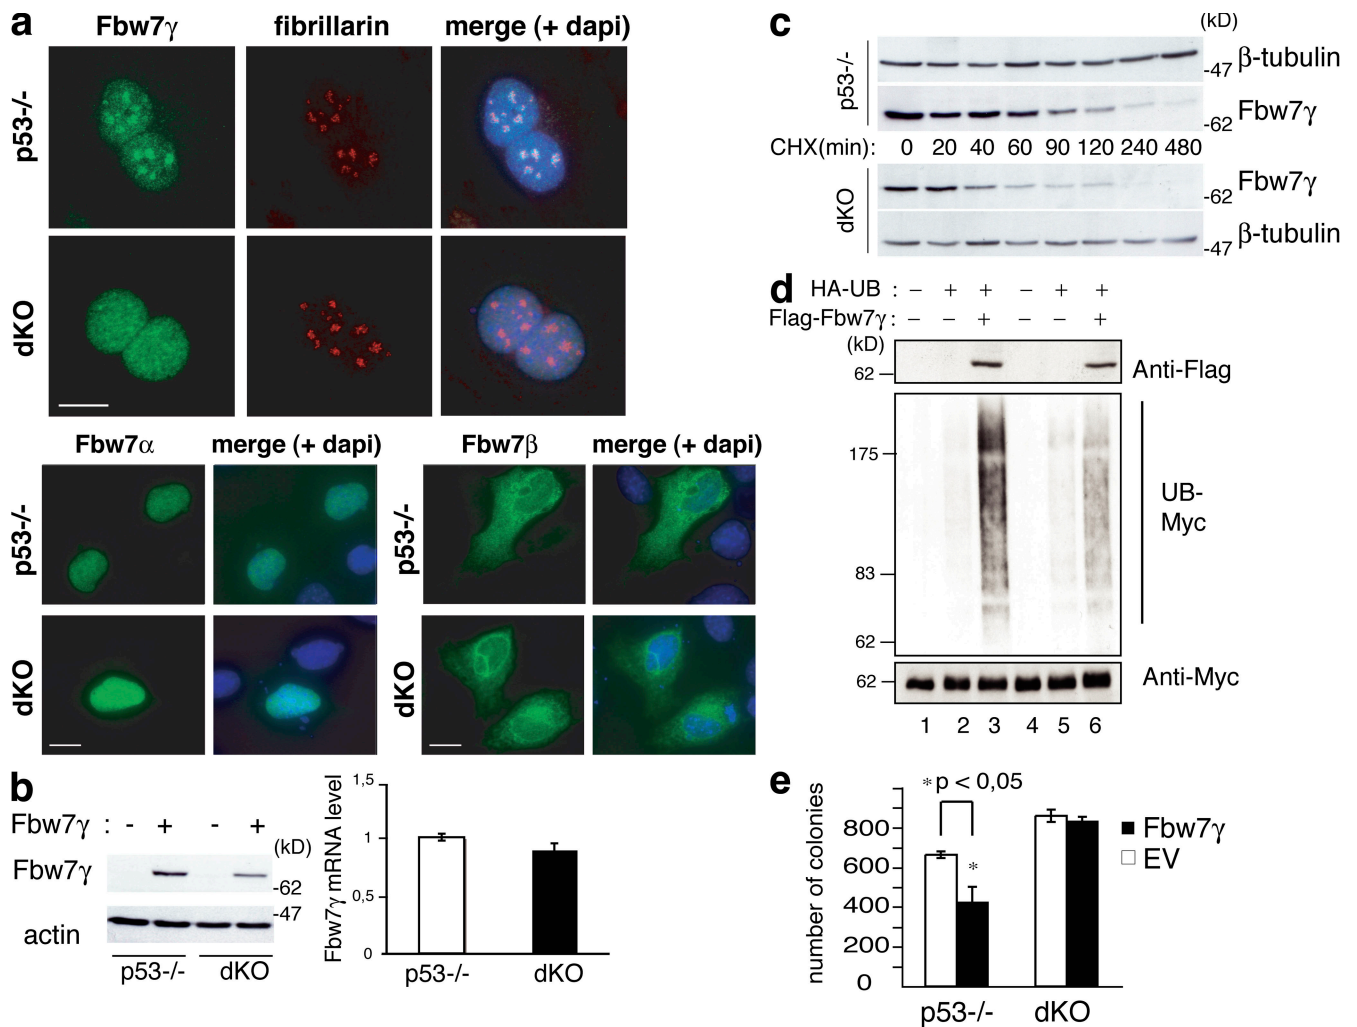 a
Fbw7γ fibrillarin merge (+ dapi)
p53-/-
dKO
Fbw7α merge (+ dapi) Fbw7β merge (+ dapi)
p53-/- p53-/-
dKO dKO
b
Fbw7γ : - + - +
(kD)
Fbw7γ
-62
-47
actin
p53-/- dKO
Fbw7γ mRNA level
1,5
1
0,5
0
p53-/- dKO
c
(kD)
p53-/-
-47 β-tubulin
-62 Fbw7γ
CHX(min): 0 20 40 60 90 120 240 480
dKO
-62 Fbw7γ
-47 β-tubulin
d
HA-UB : − + + − + +
Flag-Fbw7γ : − − + − − +
(kD)
62 Anti-Flag
175
UB-
Myc
83
62
62 Anti-Myc
1 2 3 4 5 6
e
number of colonies
*p < 0,05
*
800
600
400
200
0
Fbw7γ
EV
p53-/- dKO